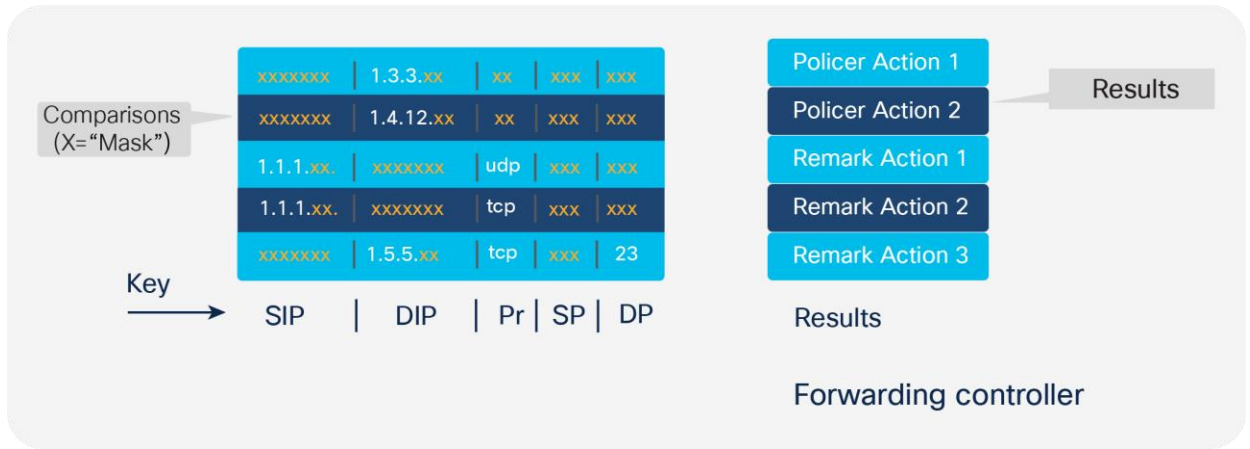 xxxxxxx | 1.3.3.xx | xx | xxx | xxx
Policer Action 1
Comparisons
(X="Mask")
xxxxxxx | 1.4.12.xx | xx | xxx | xxx
Policer Action 2
Results
1.1.1.xx. | xxxxxxx | udp | xxx | xxx
Remark Action 1
1.1.1.xx. | xxxxxxx | tcp | xxx | xxx
Remark Action 2
xxxxxxx | 1.5.5.xx | tcp | xxx | 23
Remark Action 3
Key
SIP | DIP | Pr | SP | DP
Results
Forwarding controller